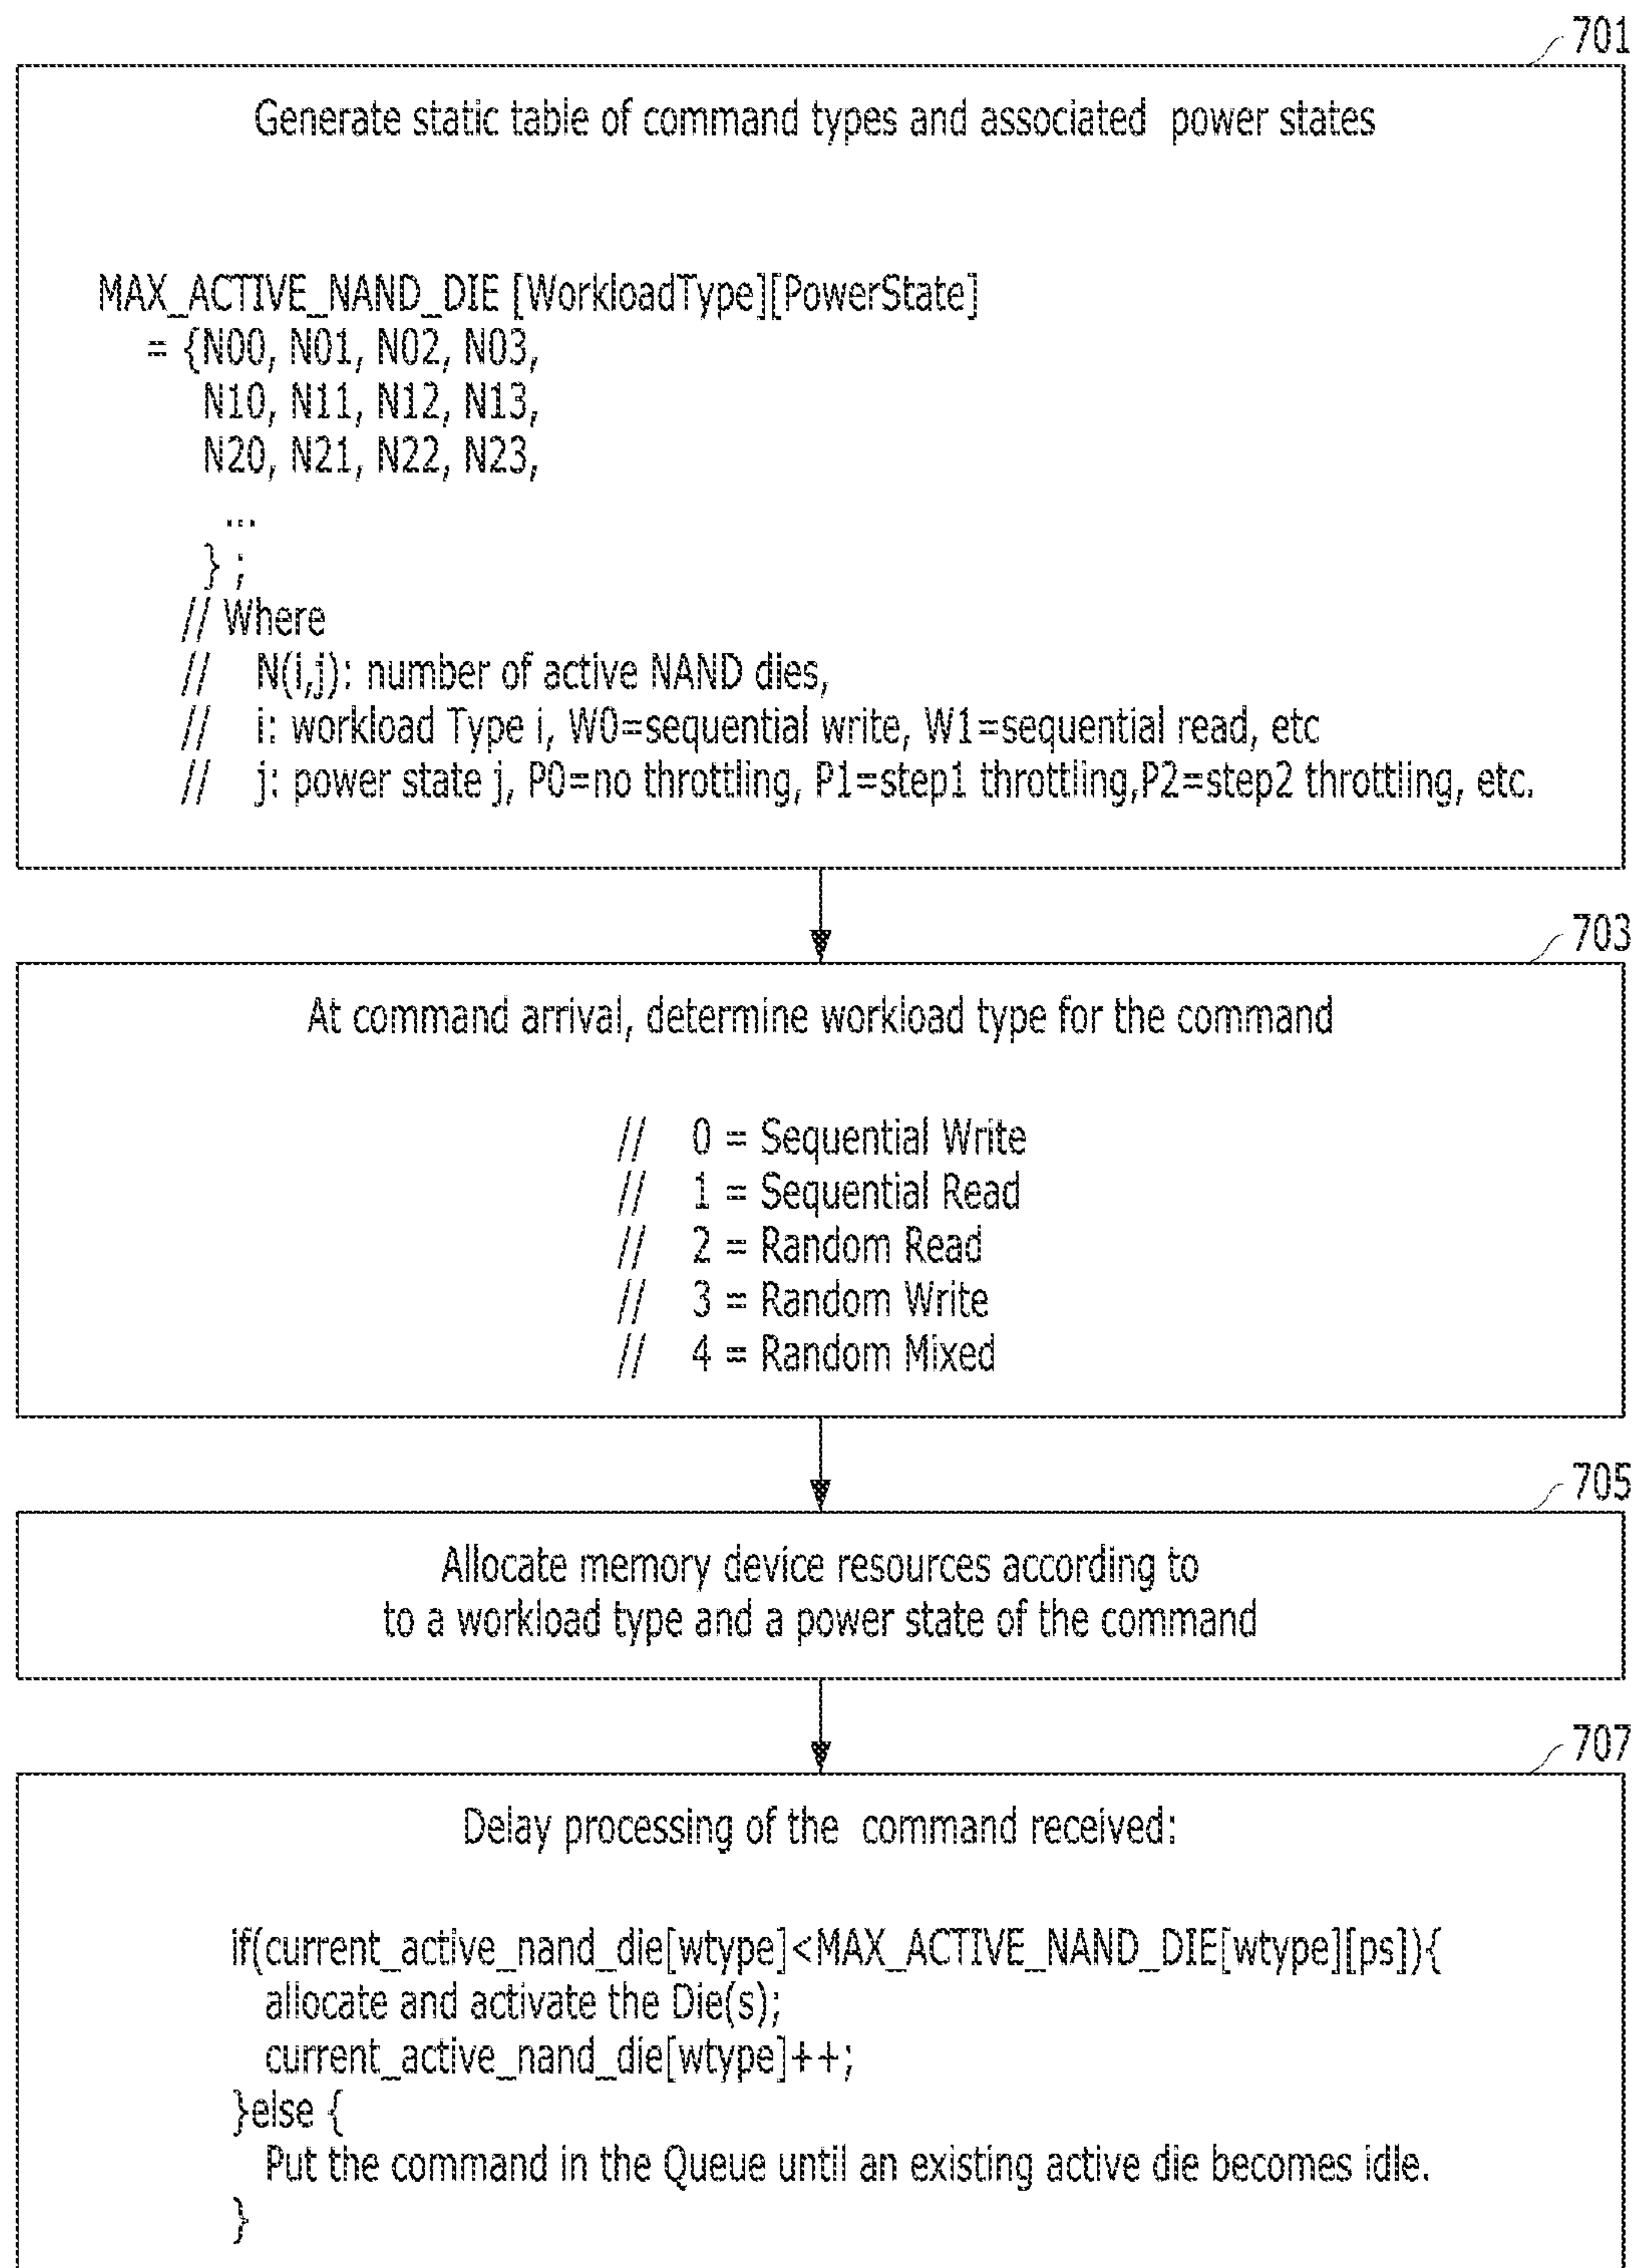 701
Generate static table of command types and associated power states
MAX_ACTIVE_NAND_DIE [WorkloadType][PowerState]
= {N00, N01, N02, N03,
N10, N11, N12, N13,
N20, N21, N22, N23,
...
} ;
// Where
// N(i,j): number of active NAND dies,
// i: workload Type i, W0=sequential write, W1=sequential read, etc
// j: power state j, P0=no throttling, P1=step1 throttling,P2=step2 throttling, etc.
703
At command arrival, determine workload type for the command
// 0 = Sequential Write
// 1 = Sequential Read
// 2 = Random Read
// 3 = Random Write
// 4 = Random Mixed
705
Allocate memory device resources according to
to a workload type and a power state of the command
707
Delay processing of the command received:
if(current_active_nand_die[wtype]<MAX_ACTIVE_NAND_DIE[wtype][ps]){
allocate and activate the Die(s);
current_active_nand_die[wtype]++;
}else {
Put the command in the Queue until an existing active die becomes idle.
}